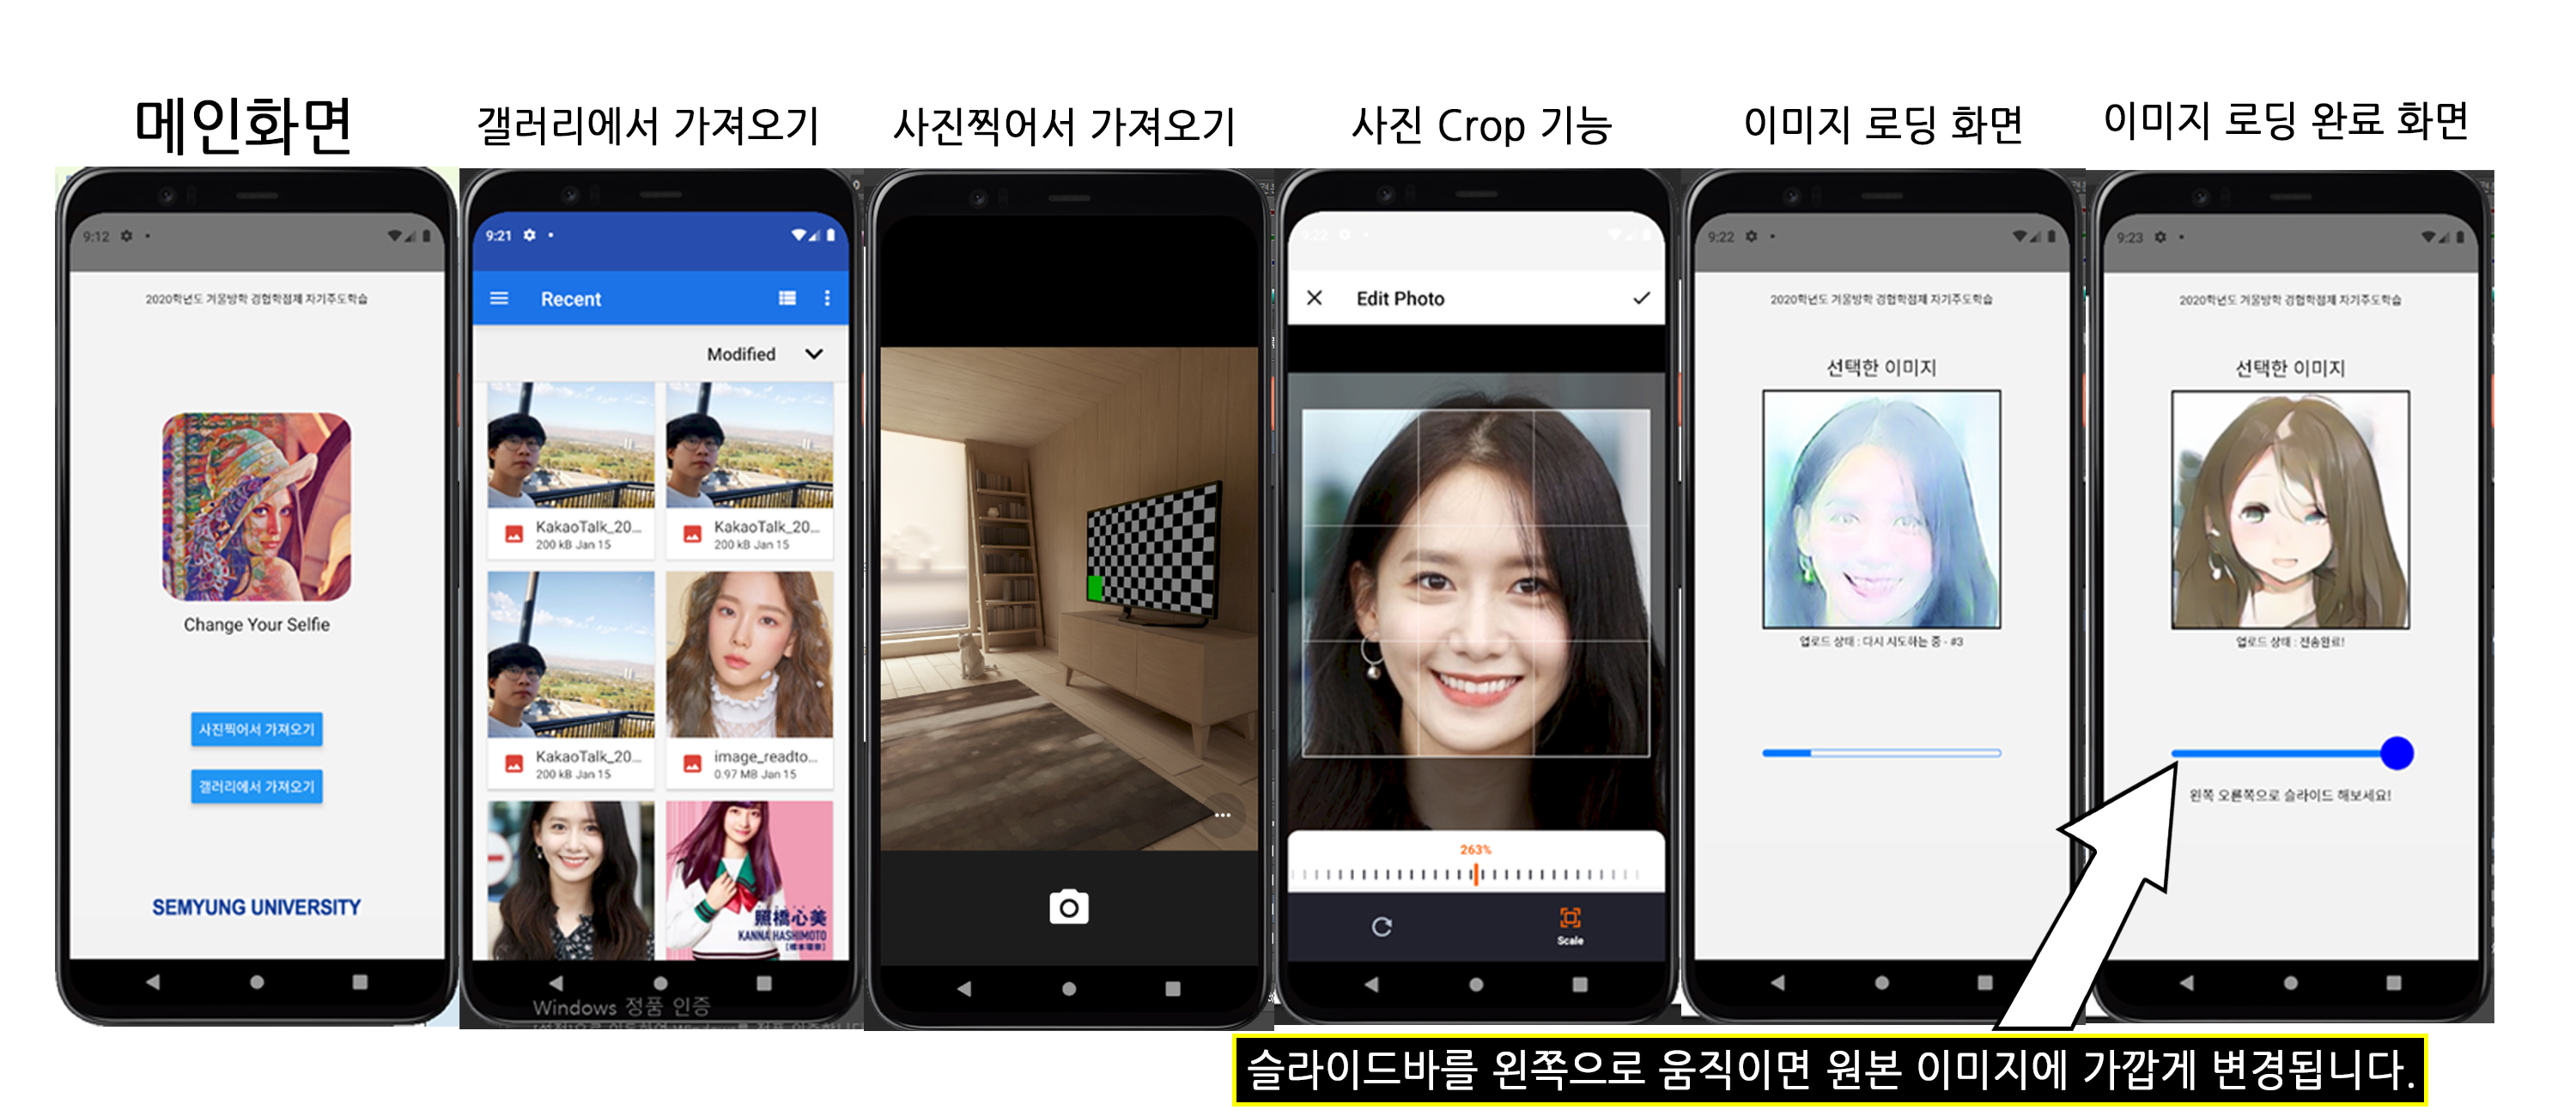 메인화면
갤러리에서 가져오기
사진찍어서 가져오기
사진 Crop 기능
이미지 로딩 화면
이미지 로딩 완료 화면
9:12
2020학년도 겨울방학 경험학점제 자기주도학습
Change Your Selfie
사진찍어서 가져오기
갤러리에서 가져오기
SEMYUNG UNIVERSITY
9:21
Recent
Modified
KakaoTalk_20...
200 kB Jan 15
KakaoTalk_20...
200 kB Jan 15
KakaoTalk_20...
200 kB Jan 15
image_readto...
0.97 MB Jan 15
照橋心美
KANNA HASHIMOTO
Windows 정품 인증
9:22
Edit Photo
263%
Scale
9:22
2020학년도 겨울방학 경험학점제 자기주도학습
선택한 이미지
업로드 상태 : 다시 시도하는 중 - #3
9:23
2020학년도 겨울방학 경험학점제 자기주도학습
선택한 이미지
업로드 상태 : 전송완료!
왼쪽 오른쪽으로 슬라이드 해보세요!
슬라이드바를 왼쪽으로 움직이면 원본 이미지에 가깝게 변경됩니다.